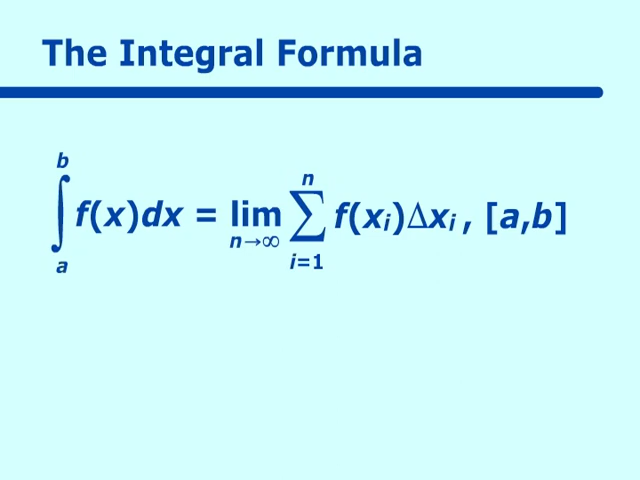 The Integral Formula
b
∫ f(x)dx = lim n→∞ n ∑ i=1 f(xᵢ)Δxᵢ , [a,b]
a